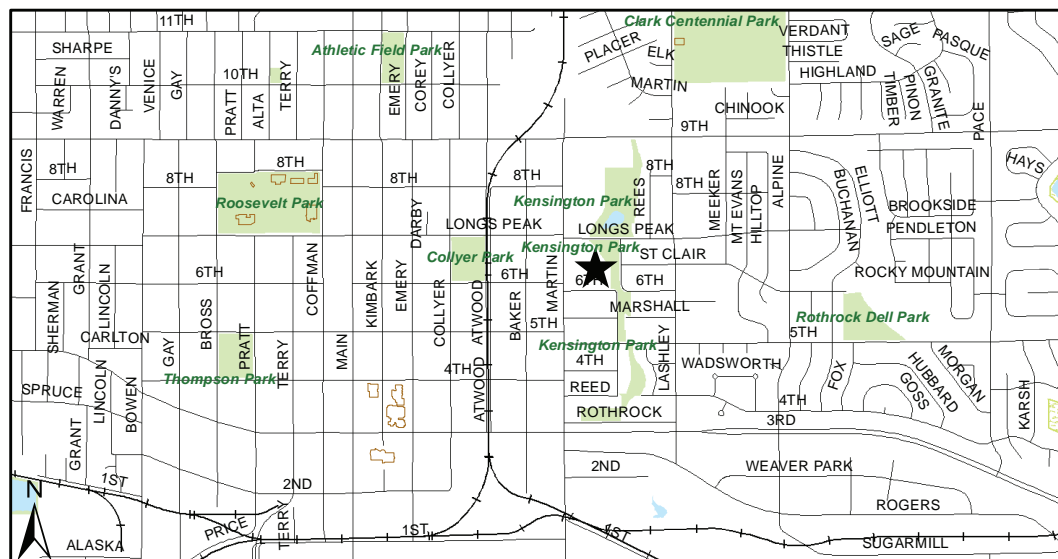 11TH
Clark Centennial Park
VERDANT
SAGE
PASQUE
SHARPE
Athletic Field Park
COLLYER
PLACER
ELK
THISTLE
WARREN
DANNY'S
VENICE
GAY
10TH
PRATT
ALTA
TERRY
EMERY
COREY
MARTIN
HIGHLAND
TIMBER
PINON
GRANITE
CHINOOK
PACE
9TH
FRANCIS
8TH
8TH
8TH
8TH
8TH
8TH
8TH
HAYS
CAROLINA
Roosevelt Park
DARBY
Kensington Park
REES
MEEKER
MT EVANS
HILLTOP
ALPINE
BUCHANAN
ELLIOTT
BROOKSIDE
LONGS PEAK
LONGS PEAK
PENDLETON
GRANT
LINCOLN
6TH
COFFMAN
Collyer Park
Kensington Park
ST CLAIR
ROCKY MOUNTAIN
SHERMAN
CARLTON
BROSS
KIMBARK
EMERY
COLLYER
ATWOOD
6TH
BAKER
MARTIN
6TH
6TH
MARSHALL
Rothrock Dell Park
5TH
5TH
GAY
PRATT
TERRY
MAIN
Kensington Park
4TH
4TH
LASHLEY
WADSWORTH
FOX
HUBBARD
MORGAN
Thompson Park
SPRUCE
LINCOLN
BOWEN
ATWOOD
REED
GOSS
KARSH
4TH
ROTHROCK
3RD
GRANT
1ST
2ND
2ND
WEAVER PARK
N
ROGERS
PRICE
TERRY
1ST
1ST
ALASKA
SUGARMILL